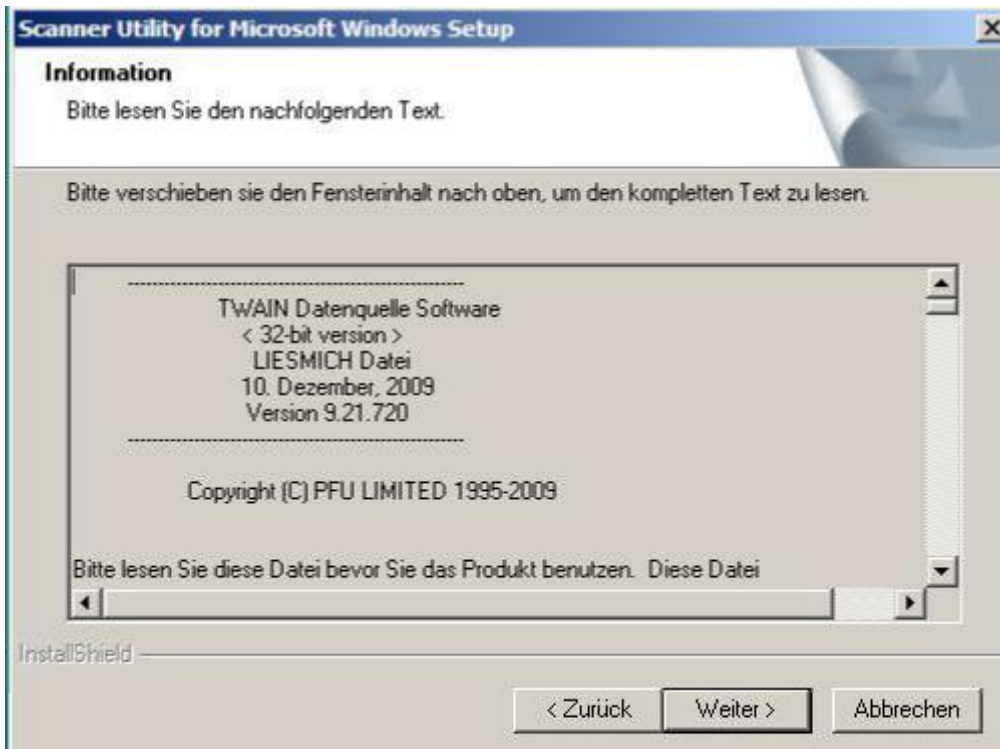 Scanner Utility for Microsoft Windows Setup
Information
Bitte lesen Sie den nachfolgenden Text.
Bitte verschieben sie den Fensterinhalt nach oben, um den kompletten Text zu lesen.
------------------------------------------------------
TWAIN Datenquelle Software
< 32-bit version >
LIESMICH Datei
10. Dezember, 2009
Version 9.21.720
------------------------------------------------------
Copyright (C) PFU LIMITED 1995-2009
Bitte lesen Sie diese Datei bevor Sie das Produkt benutzen. Diese Datei
InstallShield
< Zurück Weiter > Abbrechen